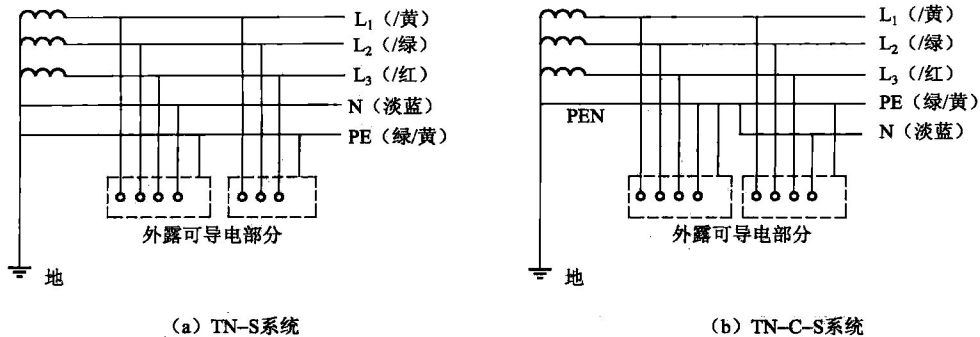 L₁（/黄）
L₂（/绿）
L₃（/红）
N（淡蓝）
PE（绿/黄）
外露可导电部分
地
（a）TN-S系统
L₁（/黄）
L₂（/绿）
L₃（/红）
PE（绿/黄）
PEN
N（淡蓝）
外露可导电部分
地
（b）TN-C-S系统